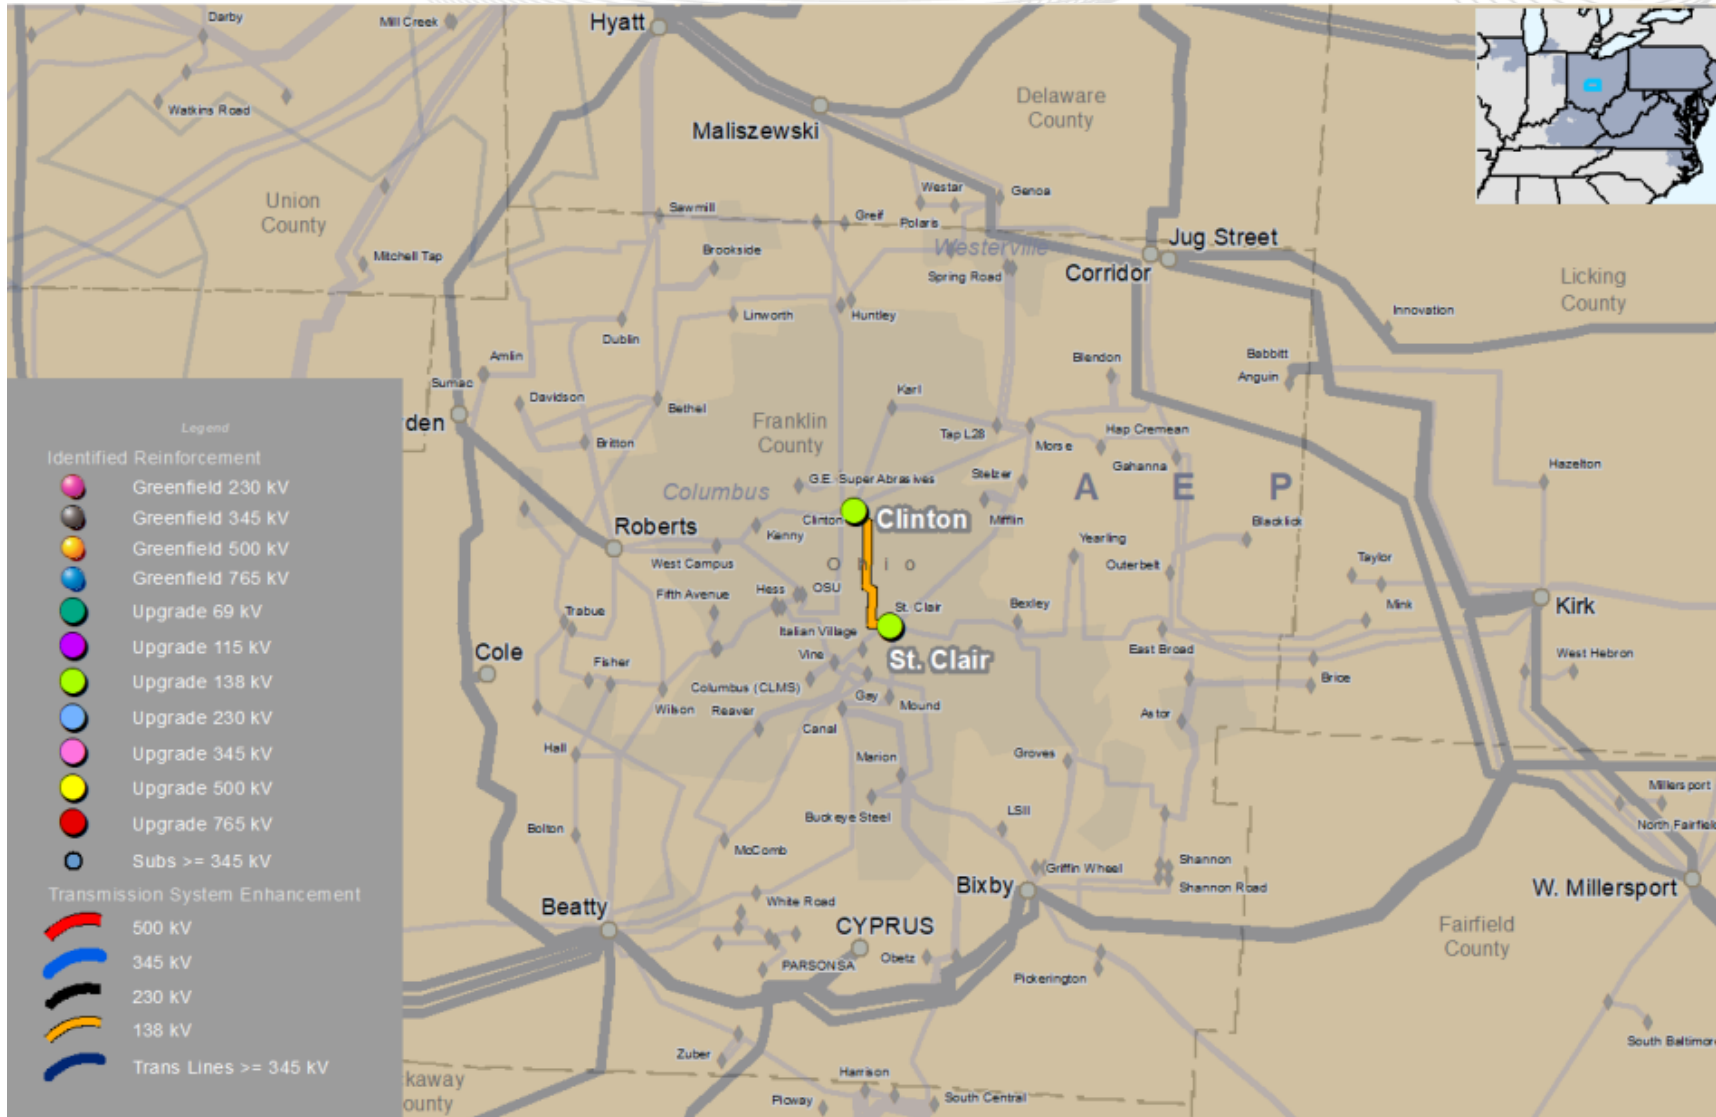 Darby
Mill Creek
Hyatt
Watkins Road
Delaware
County
Maliszewski
Union
County
Westar
Genoa
Sawmill
Greif
Polaris
Mitchell Tap
Brookside
Westerville
Jug Street
Spring Road
Corridor
Licking
County
Linworth
Huntley
Innovation
Dublin
Amlin
Blendon
Babbitt
Anguin
Sumac
Karl
Davidson
Bethel
Franklin
County
rden
Britton
Tap L28
Morse
Hap Cremean
Gahanna
Hazelton
G.E. Super Abrasives
Stelzer
A E P
Columbus
Clinton
Clinton
Mifflin
Blacklick
Roberts
Kenny
Yearling
West Campus
Ohio
Outerbelt
Taylor
Fifth Avenue
Hess
OSU
St. Clair
Bexley
Mink
Kirk
Trabue
Italian Village
Cole
Vine
St. Clair
East Broad
West Hebron
Fisher
Columbus (CLMS)
Gay
Brice
Wilson
Reaver
Mound
Astor
Canal
Hall
Marion
Groves
Millersport
Buckeye Steel
LSII
North Fairfield
Bolton
McComb
Griffin Wheel
Shannon
Bixby
Shannon Road
W. Millersport
Beatty
White Road
CYPRUS
Fairfield
County
PARSONSA
Obetz
Pickerington
Zuber
South Baltimor
Harrison
ckaway
ounty
Picway
South Central
Legend
Identified Reinforcement
Greenfield 230 kV
Greenfield 345 kV
Greenfield 500 kV
Greenfield 765 kV
Upgrade 69 kV
Upgrade 115 kV
Upgrade 138 kV
Upgrade 230 kV
Upgrade 345 kV
Upgrade 500 kV
Upgrade 765 kV
Subs >= 345 kV
Transmission System Enhancement
500 kV
345 kV
230 kV
138 kV
Trans Lines >= 345 kV